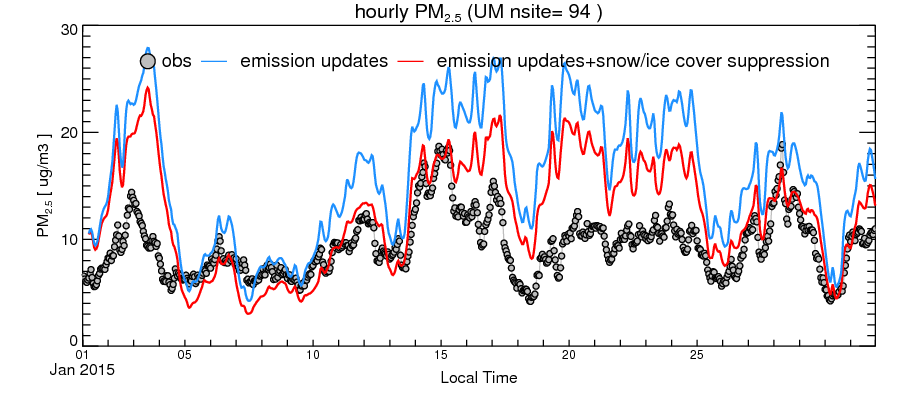 hourly PM2.5 (UM nsite= 94 )
30
obs emission updates emission updates+snow/ice cover suppression
20
PM2.5 [ ug/m3 ]
10
0
01 05 10 15 20 25
Jan 2015
Local Time